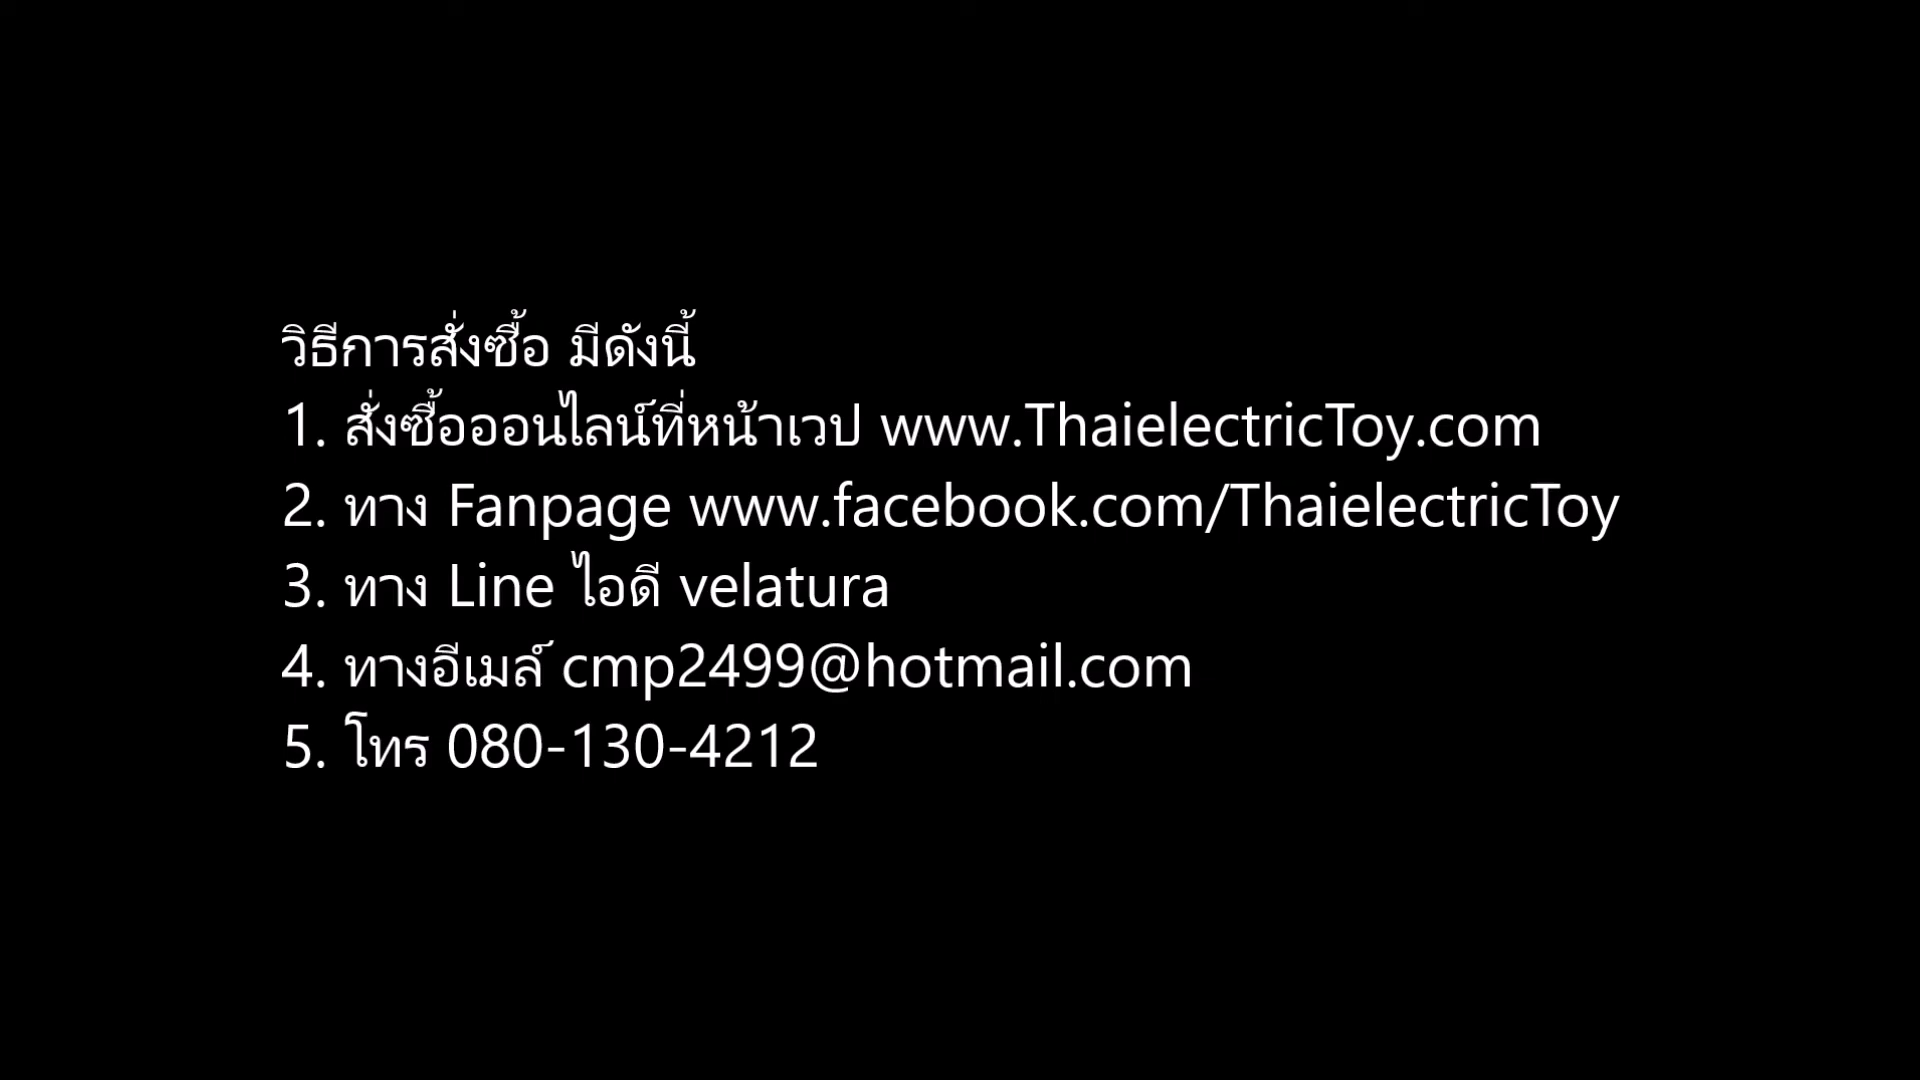 วิธีการสั่งซื้อ มีดังนี้
1. สั่งซื้อออนไลน์ที่หน้าเวป www.ThaielectricToy.com
2. ทาง Fanpage www.facebook.com/ThaielectricToy
3. ทาง Line ไอดี velatura
4. ทางอีเมล์ cmp2499@hotmail.com
5. โทร 080-130-4212